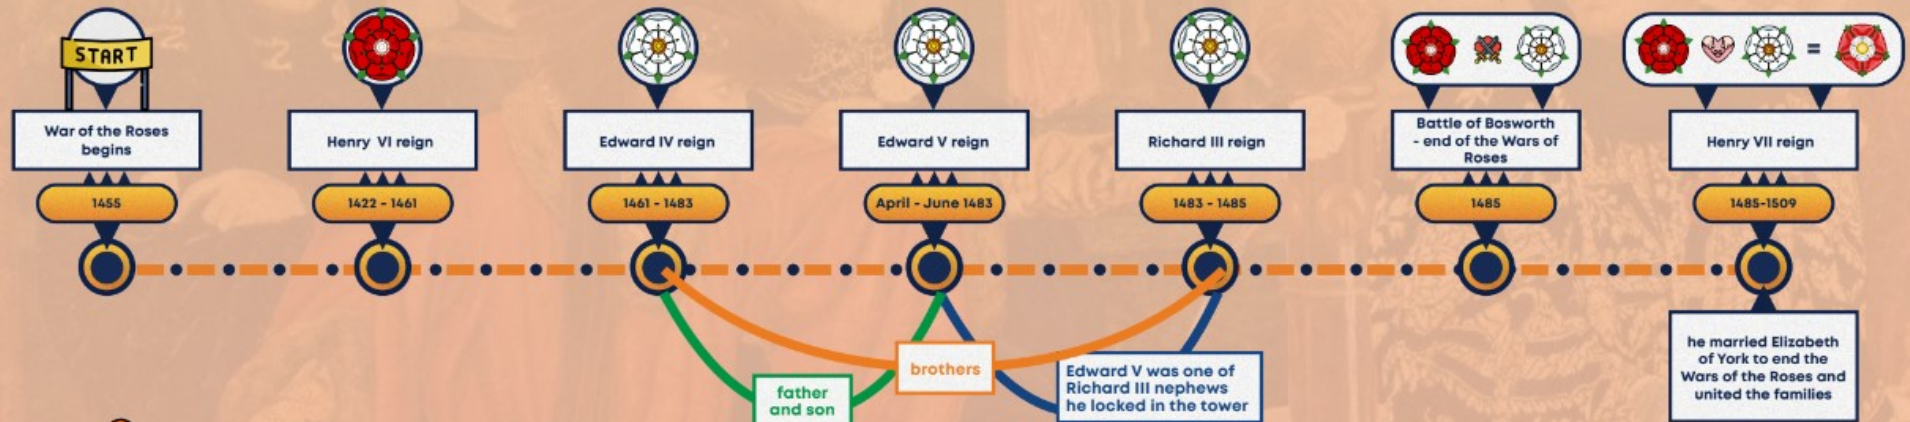 START
War of the Roses
begins
1455
Henry VI reign
1422 - 1461
Edward IV reign
1461 - 1483
Edward V reign
April - June 1483
Richard III reign
1483 - 1485
Battle of Bosworth
- end of the Wars of
Roses
1485
=
Henry VII reign
1485-1509
father
and son
brothers
Edward V was one of
Richard III nephews
he locked in the tower
he married Elizabeth
of York to end the
Wars of the Roses and
united the families